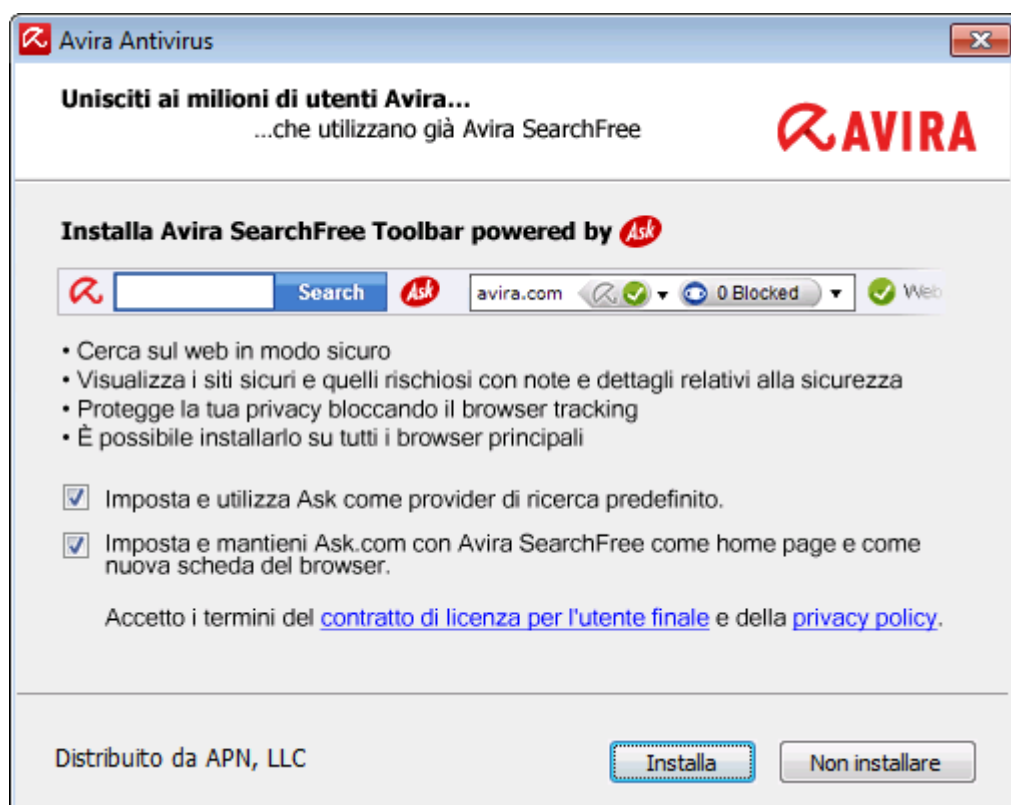 Avira Antivirus
Unisciti ai milioni di utenti Avira...
...che utilizzano già Avira SearchFree
AVIRA
Installa Avira SearchFree Toolbar powered by Ask
Search Ask avira.com 0 Blocked Web
• Cerca sul web in modo sicuro
• Visualizza i siti sicuri e quelli rischiosi con note e dettagli relativi alla sicurezza
• Protegge la tua privacy bloccando il browser tracking
• È possibile installarlo su tutti i browser principali
Imposta e utilizza Ask come provider di ricerca predefinito.
Imposta e mantieni Ask.com con Avira SearchFree come home page e come
nuova scheda del browser.
Accetto i termini del contratto di licenza per l'utente finale e della privacy policy.
Distribuito da APN, LLC
Installa
Non installare